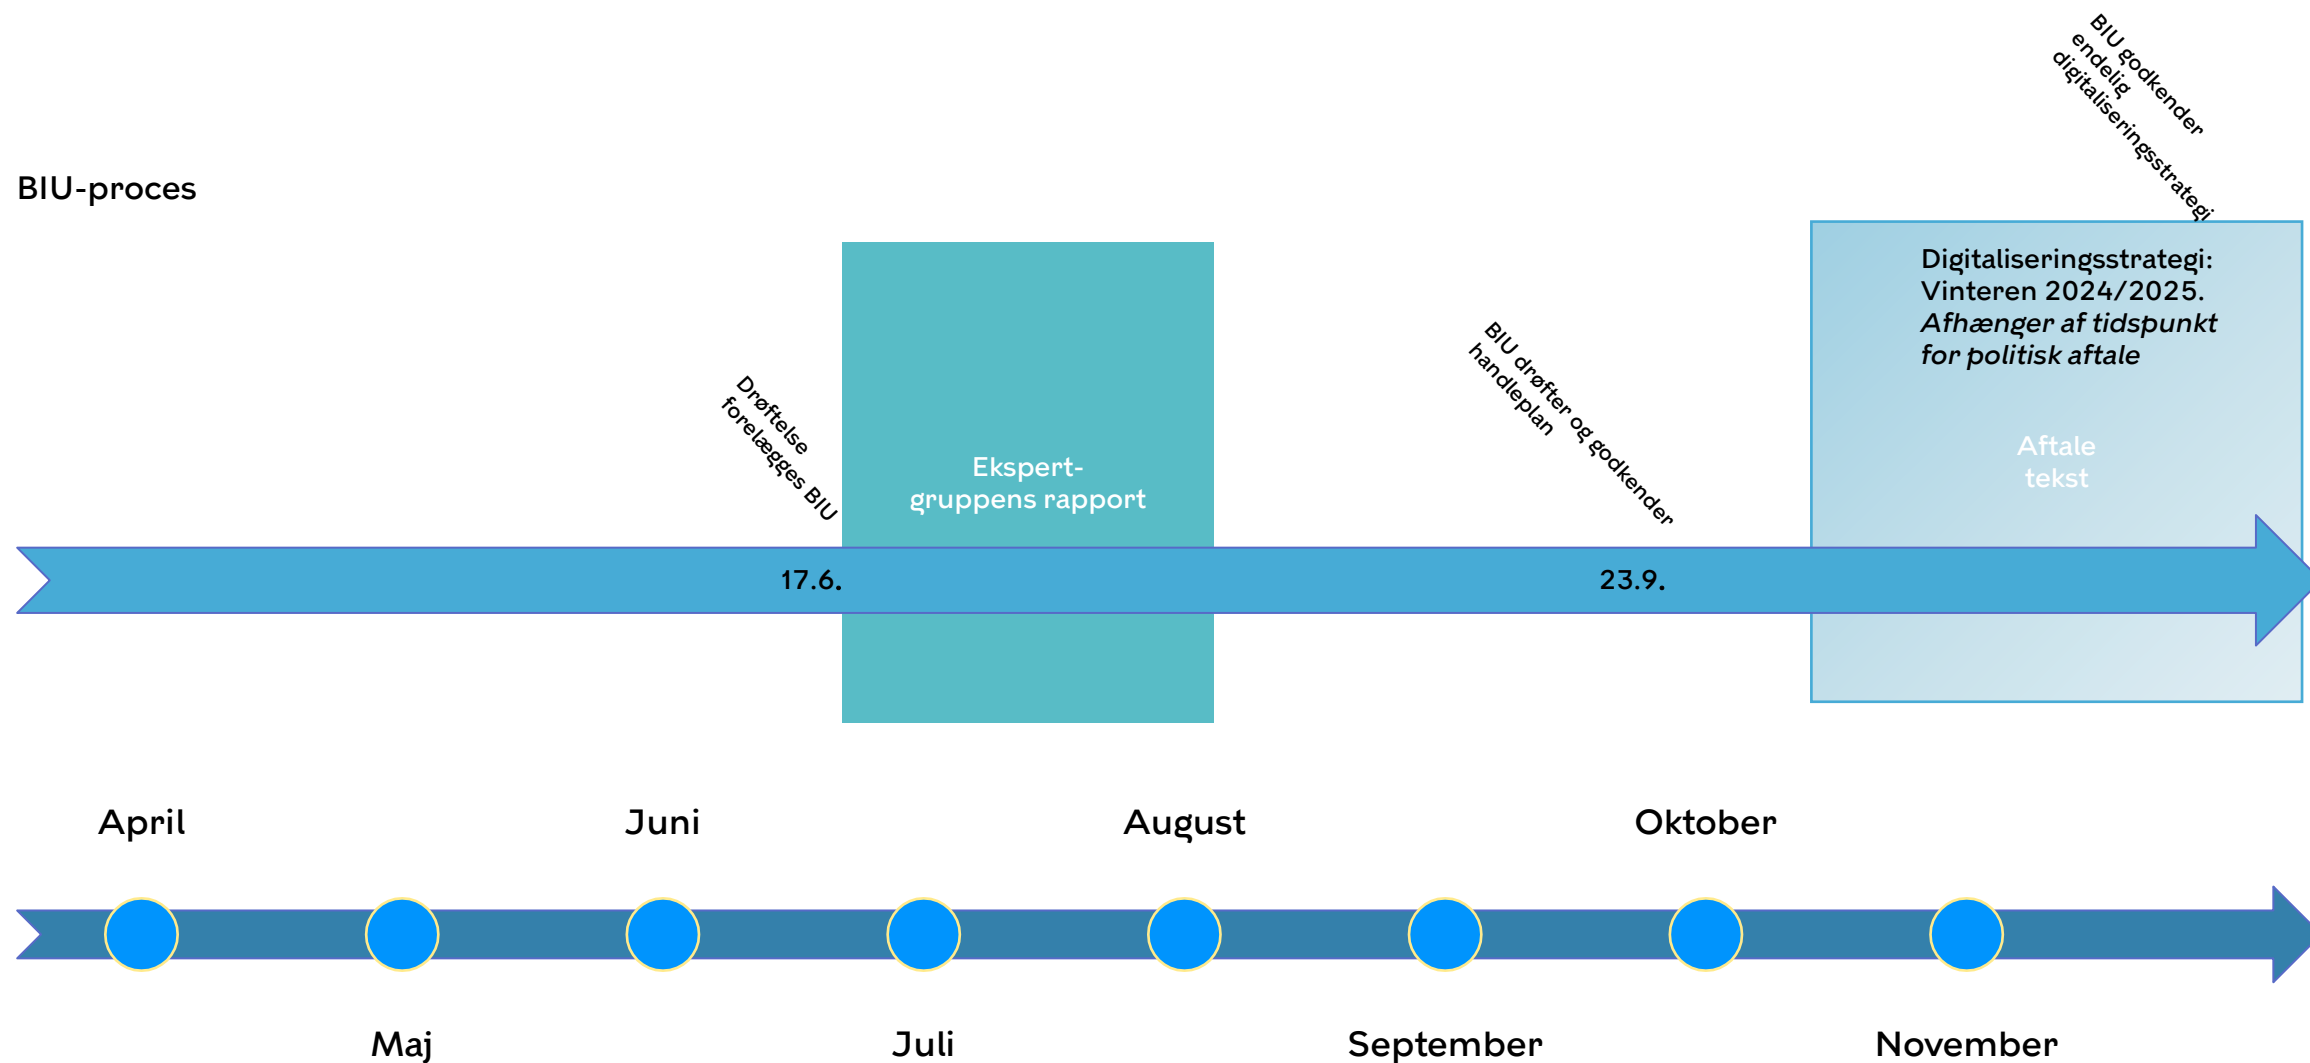 BIU godkender
endelig
digitaliseringsstrategi
BIU-proces
Digitaliseringsstrategi:
Vinteren 2024/2025.
Afhænger af tidspunkt
for politisk aftale
Drøftelse
forelægges BIU
Ekspert-
gruppens rapport
BIU drøfter og godkender
handleplan
Aftale
tekst
17.6.
23.9.
April
Juni
August
Oktober
Maj
Juli
September
November